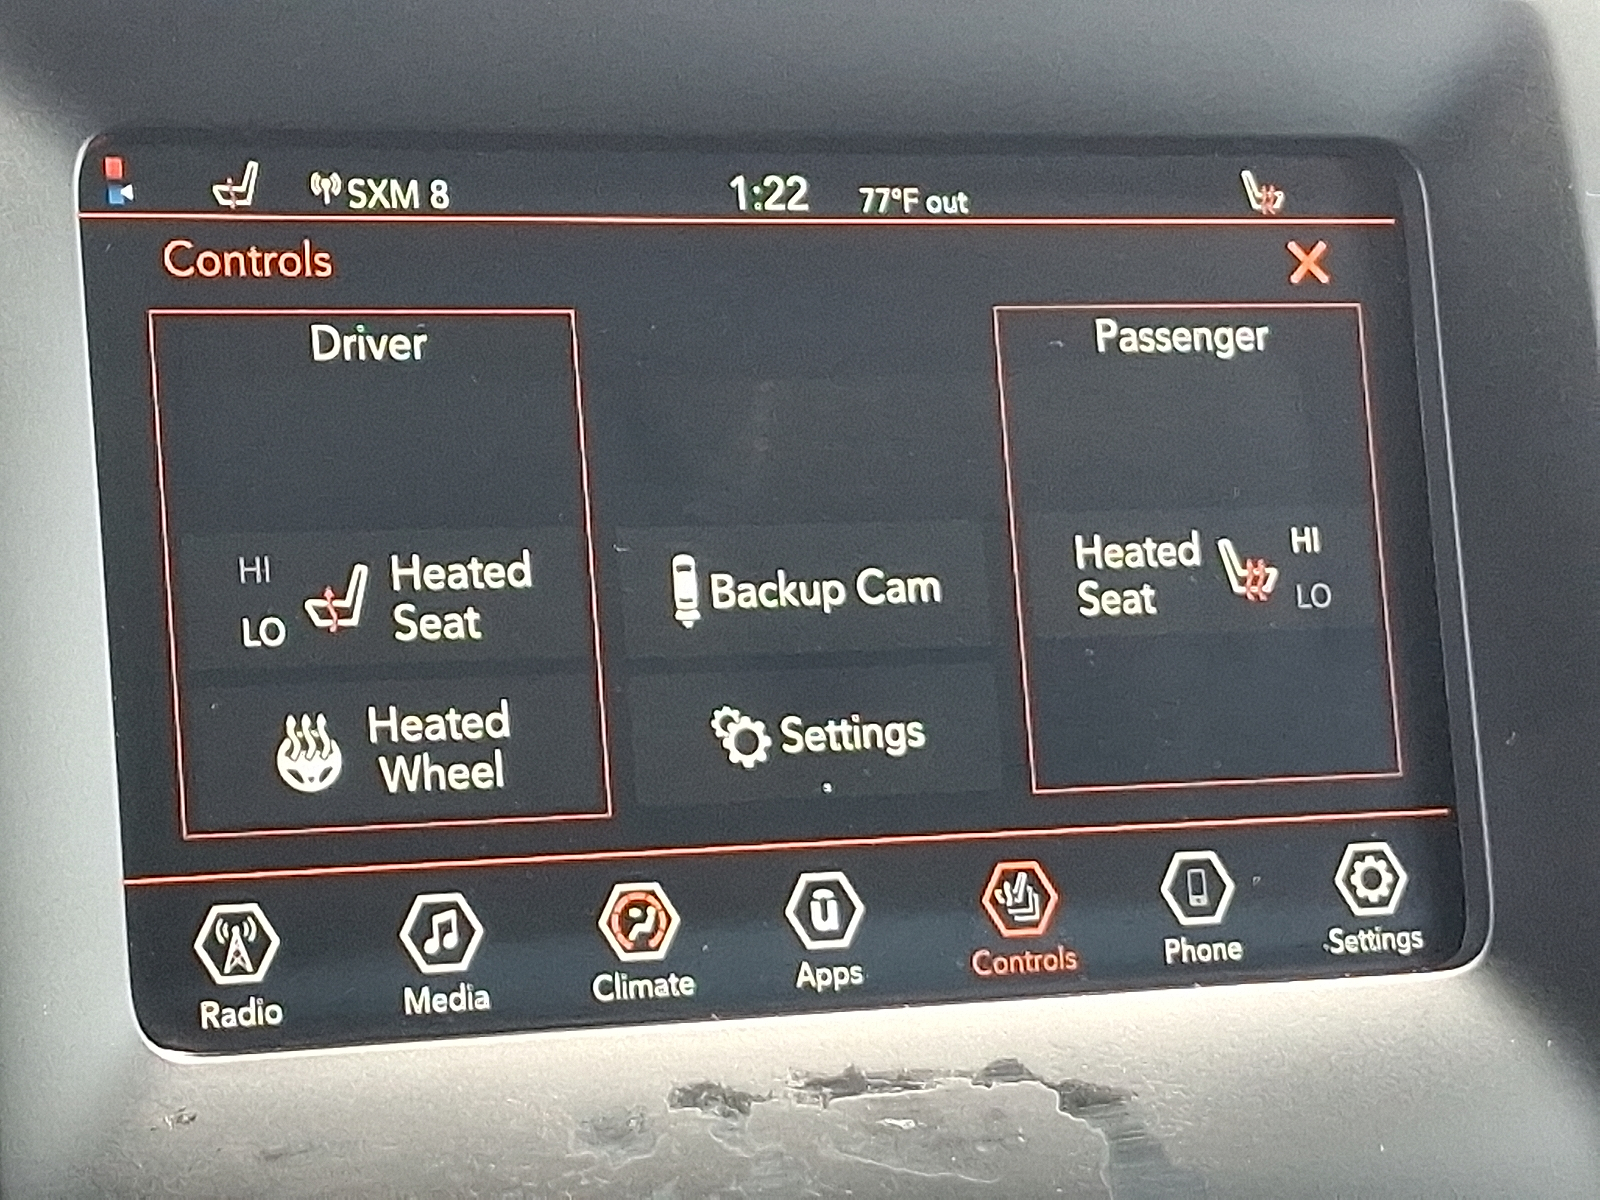 SXM 8
1:22
77°F out
Controls
Driver
Passenger
HI
LO
Heated
Seat
Backup Cam
Heated
Seat
HI
LO
Heated
Wheel
Settings
Radio
Media
Climate
Apps
Controls
Phone
Settings